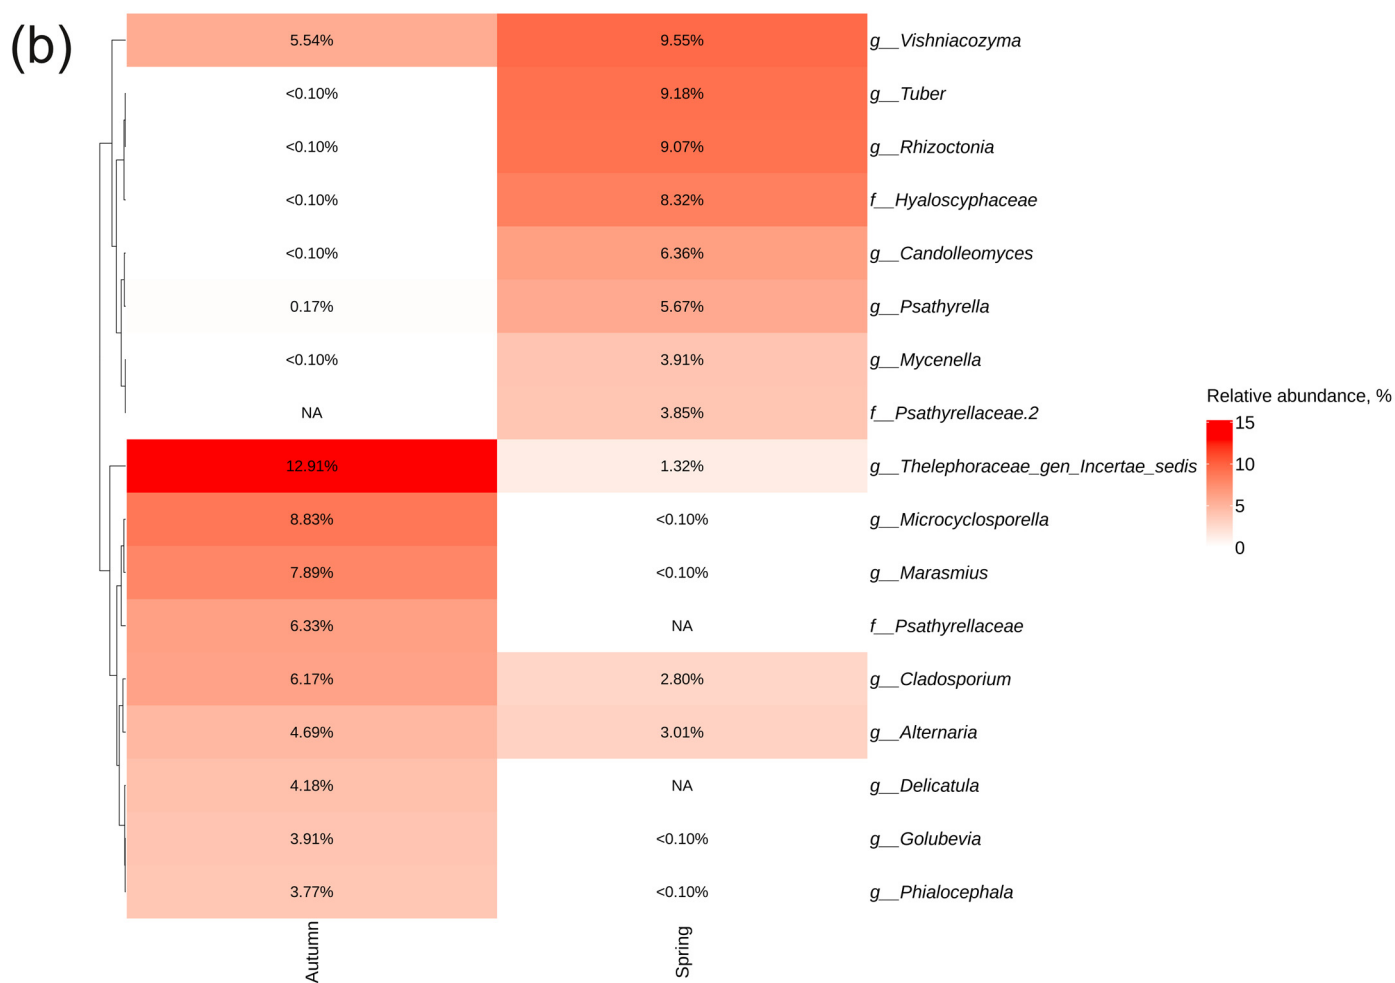 (b)
5.54% 9.55% g__Vishniacozyma
<0.10% 9.18% g__Tuber
<0.10% 9.07% g__Rhizoctonia
<0.10% 8.32% f__Hyaloscyphaceae
<0.10% 6.36% g__Candolleomyces
0.17% 5.67% g__Psathyrella
<0.10% 3.91% g__Mycenella
NA 3.85% f__Psathyrellaceae.2
12.91% 1.32% g__Thelephoraceae_gen_Incertae_sedis
8.83% <0.10% g__Microcyclosporella
7.89% <0.10% g__Marasmius
6.33% NA f__Psathyrellaceae
6.17% 2.80% g__Cladosporium
4.69% 3.01% g__Alternaria
4.18% NA g__Delicatula
3.91% <0.10% g__Golubevia
3.77% <0.10% g__Phialocephala
Autumn Spring
Relative abundance, %
15
10
5
0